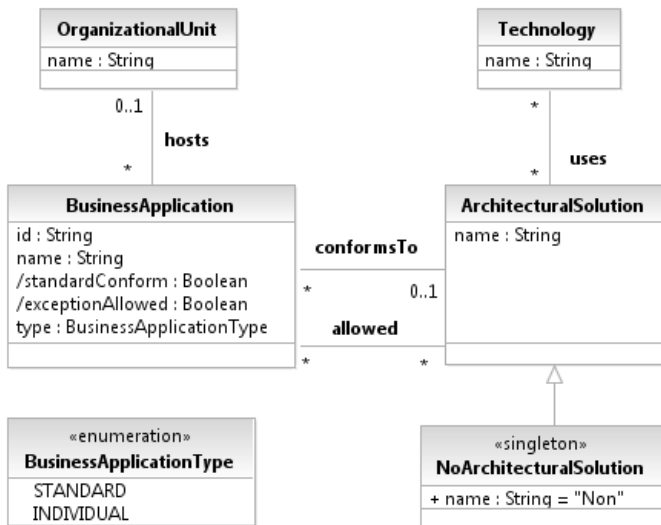 OrganizationalUnit
name : String
Technology
name : String
0..1
hosts
*
*
uses
*
BusinessApplication
id : String
name : String
/standardConform : Boolean
/exceptionAllowed : Boolean
type : BusinessApplicationType
ArchitecturalSolution
name : String
conformsTo
*
0..1
allowed
*
*
«enumeration»
BusinessApplicationType
STANDARD
INDIVIDUAL
«singleton»
NoArchitecturalSolution
+ name : String = "Non"